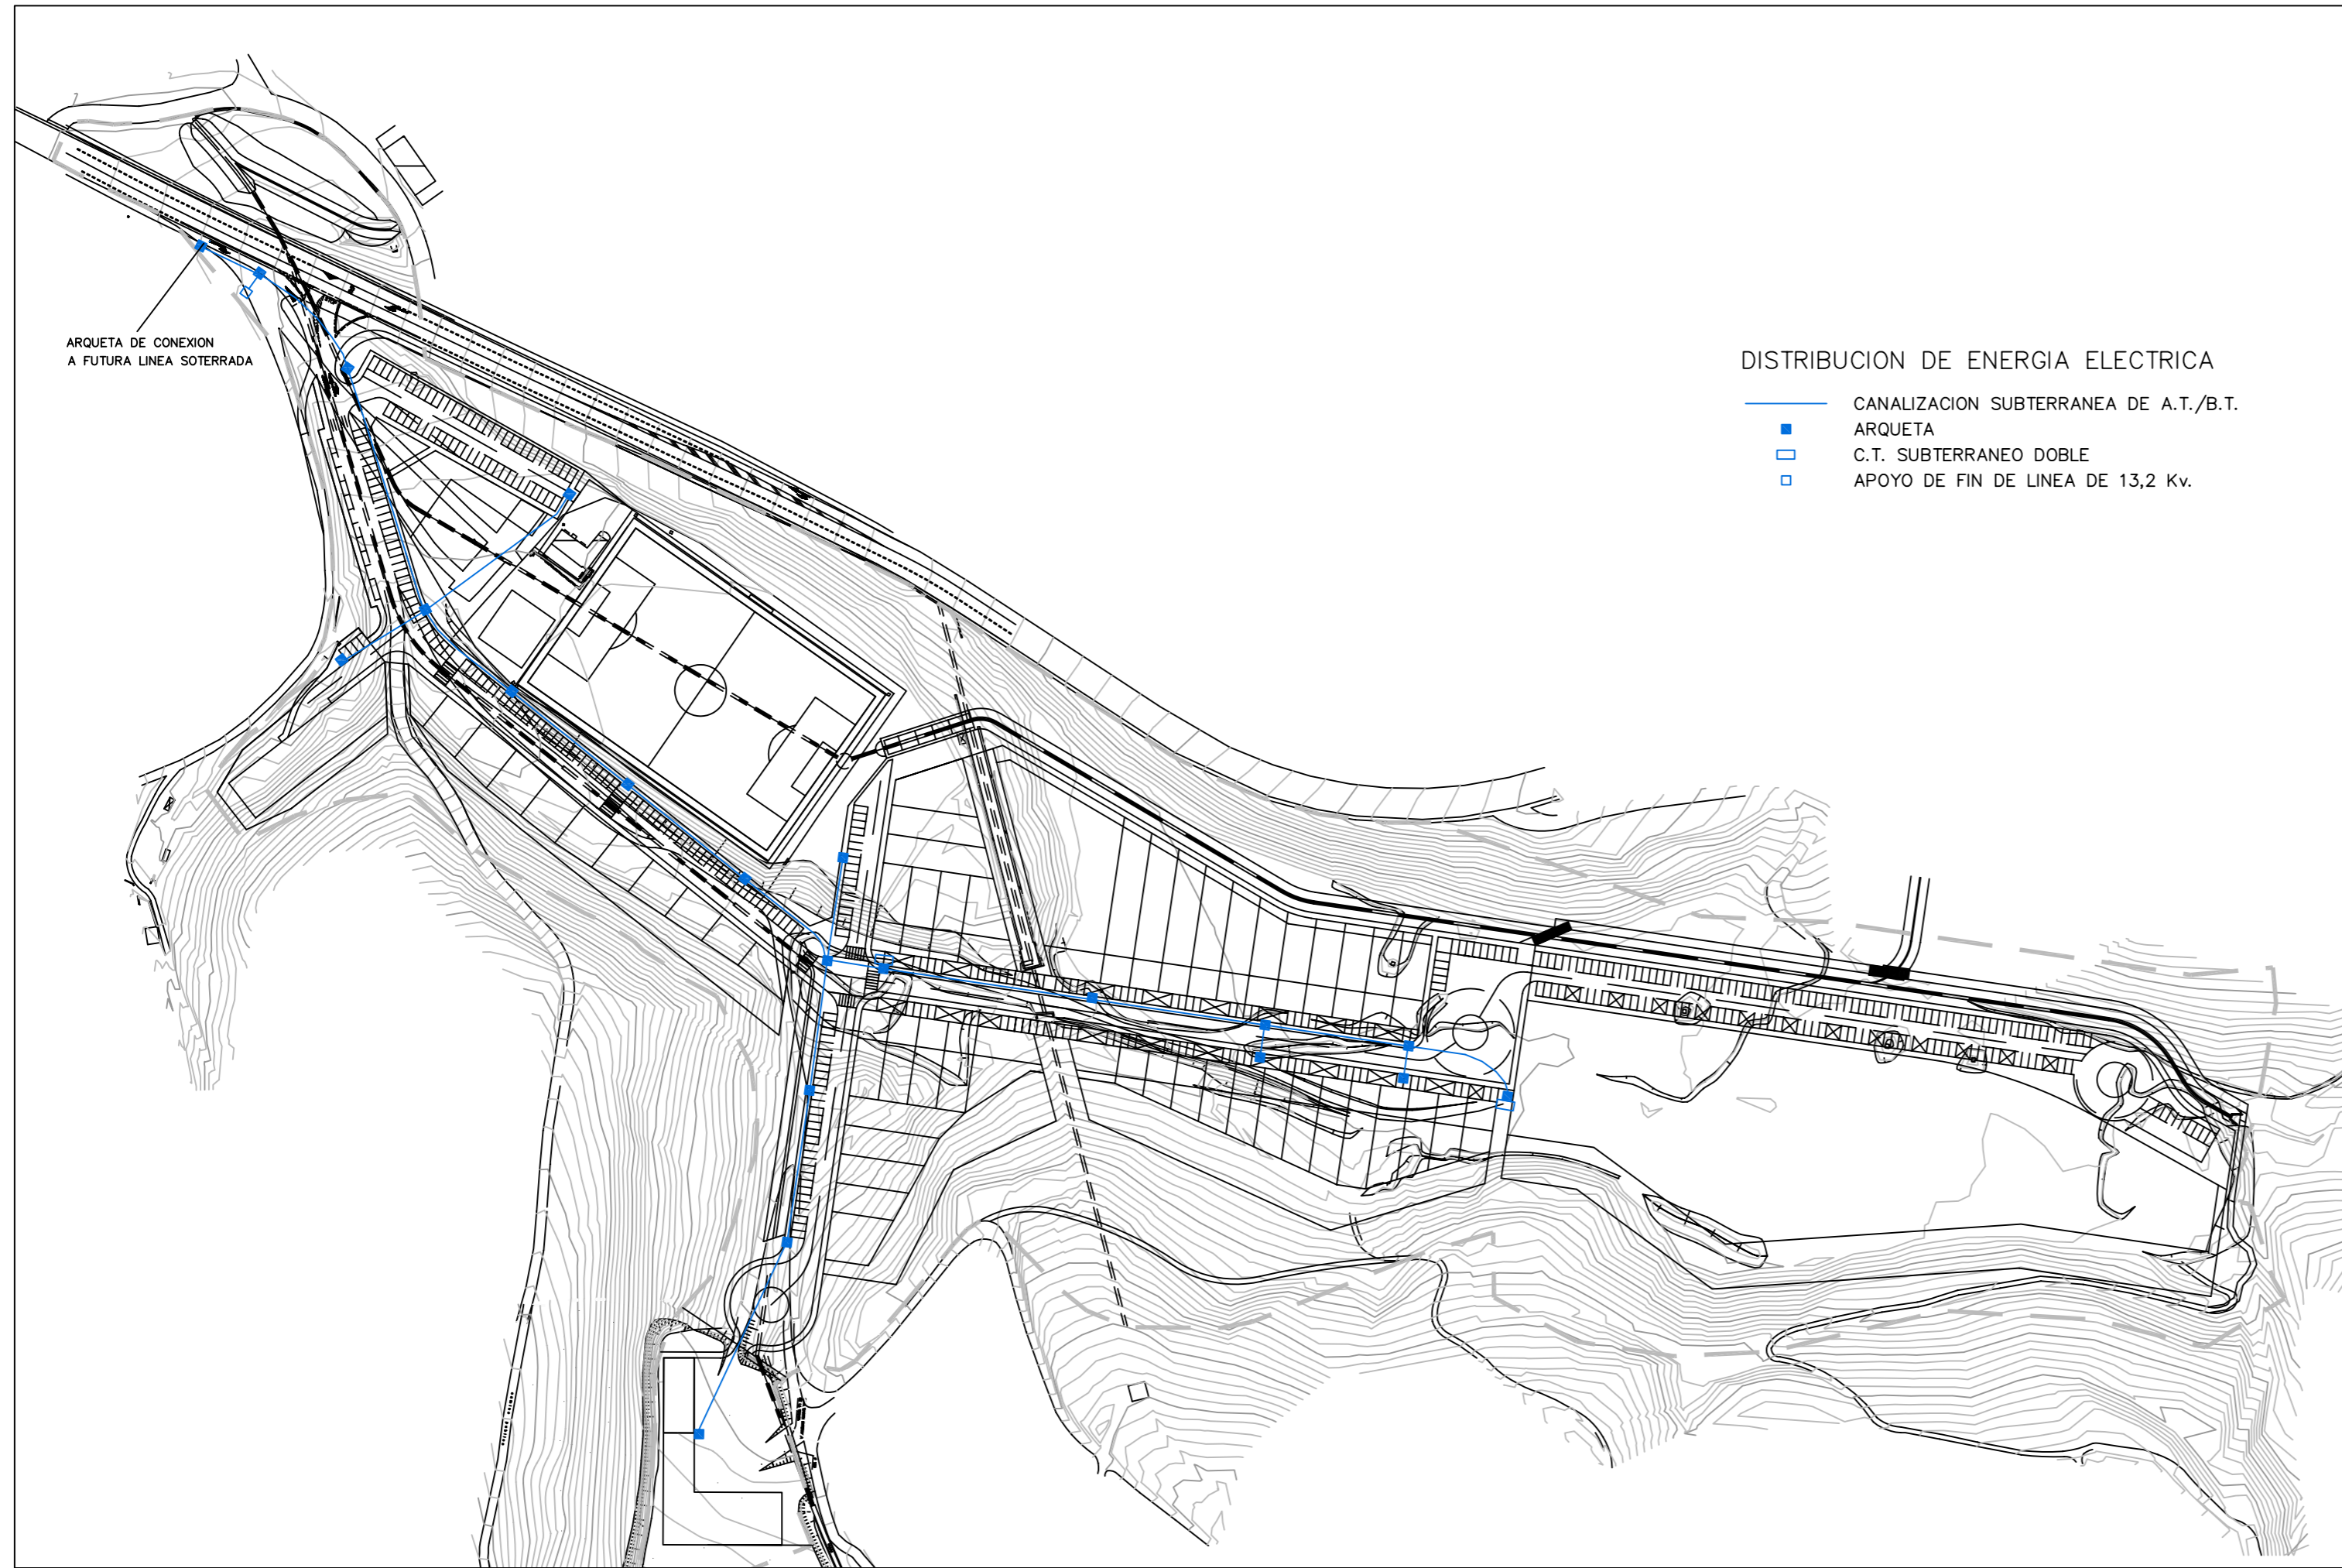 ARQUETA DE CONEXION
A FUTURA LINEA SOTERRADA
DISTRIBUCION DE ENERGIA ELECTRICA
CANALIZACION SUBTERRANEA DE A.T./B.T.
ARQUETA
C.T. SUBTERRANEO DOBLE
APOYO DE FIN DE LINEA DE 13,2 Kv.